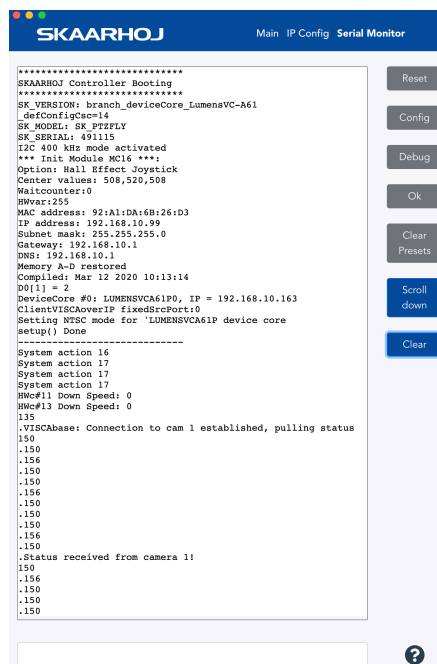 SKAARHOJ
Main IP Config Serial Monitor
*****************************
SKAARHOJ Controller Booting
*****************************
SK_VERSION: branch_deviceCore_LumensVC-A61
_defConfigCsc=14
SK_MODEL: SK_PTZFLY
SK_SERIAL: 491115
I2C 400 kHz mode activated
*** Init Module MC16 ***:
Option: Hall Effect Joystick
Center values: 508,520,508
Waitcounter:0
HWvar:255
MAC address: 92:A1:DA:6B:26:D3
IP address: 192.168.10.99
Subnet mask: 255.255.255.0
Gateway: 192.168.10.1
DNS: 192.168.10.1
Memory A-D restored
Compiled: Mar 12 2020 10:13:14
D0[1] = 2
DeviceCore #0: LUMENSVCA61P0, IP = 192.168.10.163
ClientVISCAoverIP fixedSrcPort:0
Setting NTSC mode for 'LUMENSVCA61P device core
setup() Done
-----------------------------
System action 16
System action 17
System action 17
System action 17
HWc#11 Down Speed: 0
HWc#13 Down Speed: 0
135
.VISCAbase: Connection to cam 1 established, pulling status
150
.150
.156
.150
.150
.156
.150
.150
.150
.156
.150
.Status received from camera 1!
150
.156
.150
.150
.150
Reset
Config
Debug
Ok
Clear
Presets
Scroll
down
Clear
?